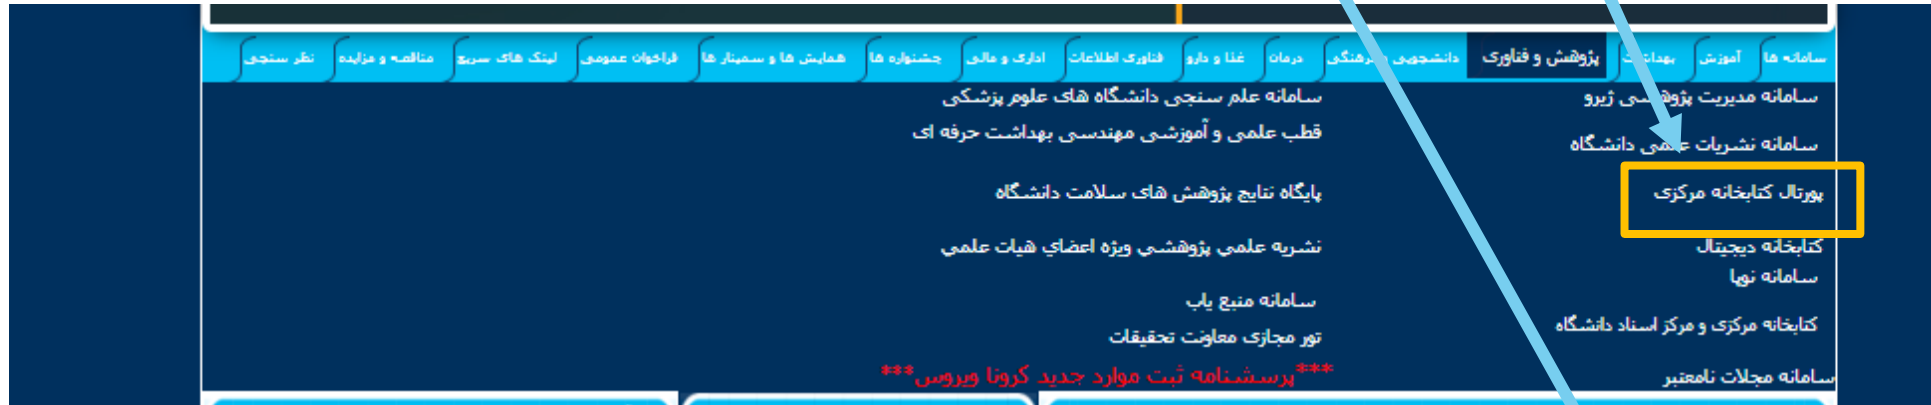 سامانه ها آموزش بهداشت پژوهش و فناوری دانشجویی فرهنگی درمان غذا و دارو فناوری اطلاعات اداری و مالی جشنواره ها همایش ها و سمینار ها فراخوان عمومی لینک های سریع مناقصه و مزایده نظر سنجی
سامانه مدیریت پژوهشی ژیرو
سامانه نشریات علمی دانشگاه
پورتال کتابخانه مرکزی
کتابخانه دیجیتال
سامانه نوپا
کتابخانه مرکزی و مرکز اسناد دانشگاه
سامانه مجلات نامعتبر
سامانه علم سنجی دانشگاه های علوم پزشکی
قطب علمی و آموزشی مهندسی بهداشت حرفه ای
پایگاه نتایج پژوهش های سلامت دانشگاه
نشریه علمی پژوهشی ویژه اعضای هیات علمی
سامانه منبع یاب
تور مجازی معاونت تحقیقات
***پرسشنامه ثبت موارد جدید کرونا ویروس***